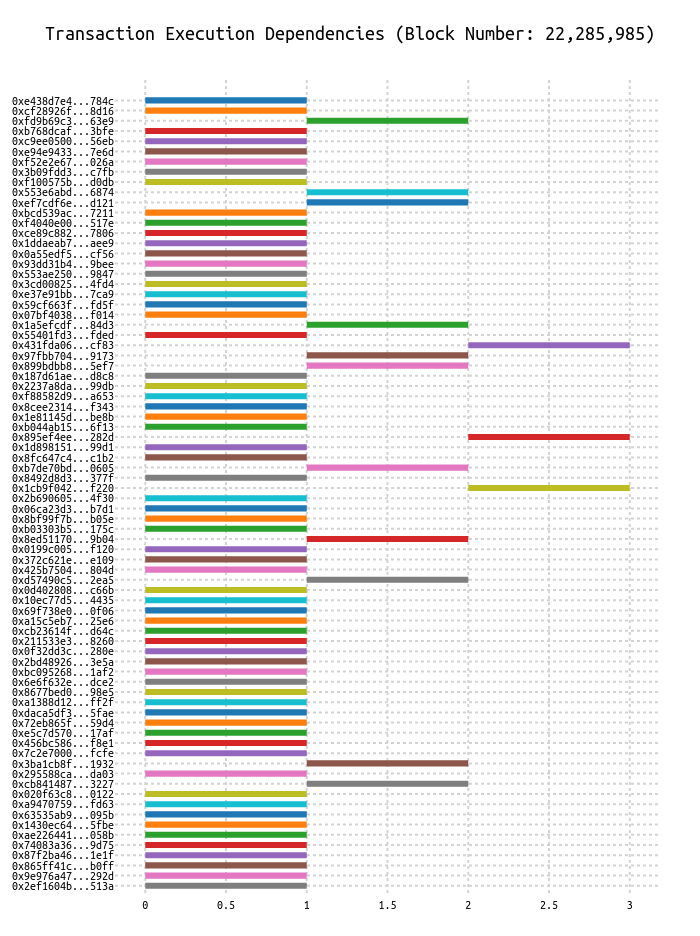 Transaction Execution Dependencies (Block Number: 22,285,985)
0xe438d7e4...784c
0xcf28926f...8d16
0xfd9b69c3...63e9
0xb768dcaf...3bfe
0xc9ee0500...56eb
0xe94e9433...7e6d
0xf52e2e67...026a
0x3b09fdd3...c7fb
0xf100575b...d0db
0x553e6abd...6874
0xef7cdf6e...d121
0xbcd539ac...7211
0xf4040e00...517e
0xce89c882...7806
0x1ddaeab7...aee9
0x0a55edf5...cf56
0x93dd31b4...9bee
0x553ae250...9847
0x3cd00825...4fd4
0xe37e91bb...7ca9
0x59cf663f...fd5f
0x07bf4038...f014
0x1a5efcdf...84d3
0x55401fd3...fded
0x431fda06...cf83
0x97fbb704...9173
0x899bdbb8...5ef7
0x187d61ae...d8c8
0x2237a8da...99db
0xf88582d9...a653
0x8cee2314...f343
0x1e81145d...be8b
0xb044ab15...6f13
0x895ef4ee...282d
0x1d898151...99d1
0x8fc647c4...c1b2
0xb7de70bd...0605
0x8492d8d3...377f
0x1cb9f042...f220
0x2b690605...4f30
0x06ca23d3...b7d1
0x8bf99f7b...b05e
0xb03303b5...175c
0x8ed51170...9b04
0x0199c005...f120
0x372c621e...e109
0x425b7504...804d
0xd57490c5...2ea5
0x0d402808...c66b
0x10ec77d5...4435
0x69f738e0...0f06
0xa15c5eb7...25e6
0xcb23614f...d64c
0x211533e3...8260
0x0f32dd3c...280e
0x2bd48926...3e5a
0xbc095268...1af2
0x6e6f632e...dce2
0x8677bed0...98e5
0xa1388d12...ff2f
0xdaca5df3...5fae
0x72eb865f...59d4
0xe5c7d570...17af
0x456bc586...f8e1
0x7c2e7000...fcfe
0x3ba1cb8f...1932
0x295588ca...da03
0xcb841487...3227
0x020f63c8...0122
0xa9470759...fd63
0x63535ab9...095b
0x1430ec64...5fbe
0xae226441...058b
0x74083a36...9d75
0x87f2ba46...1e1f
0x865ff41c...b0ff
0x9e976a47...292d
0x2ef1604b...513a
0 0.5 1 1.5 2 2.5 3